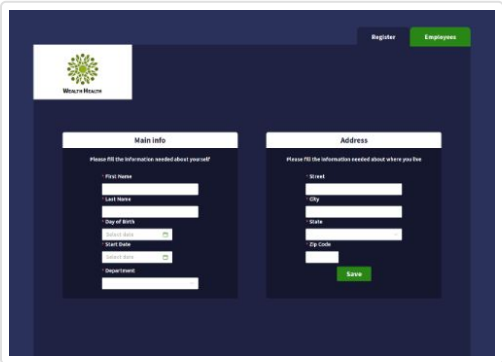 Register
Employees
WEALTH HEALTH
Main info
Please fill the information needed about yourself
* First Name
* Last Name
* Day of Birth
Select date
* Start Date
Select date
* Department
Address
Please fill the information needed about where you live
* Street
* City
* State
* Zip Code
Save